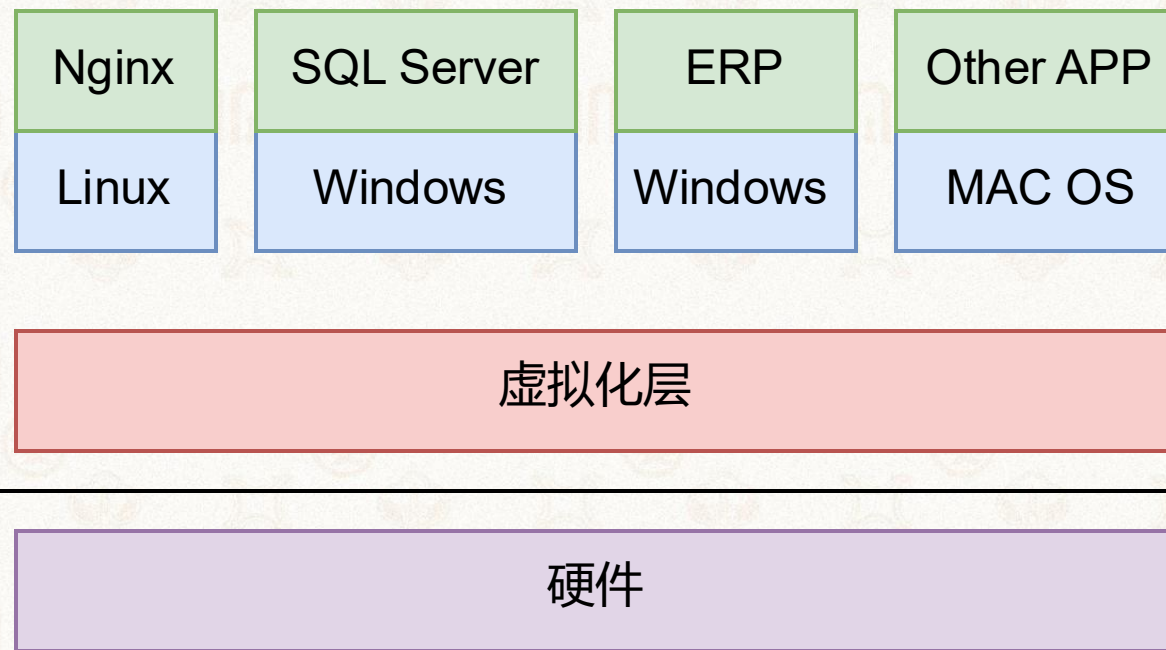 Nginx SQL Server ERP Other APP
Linux Windows Windows MAC OS
虚拟化层
硬件